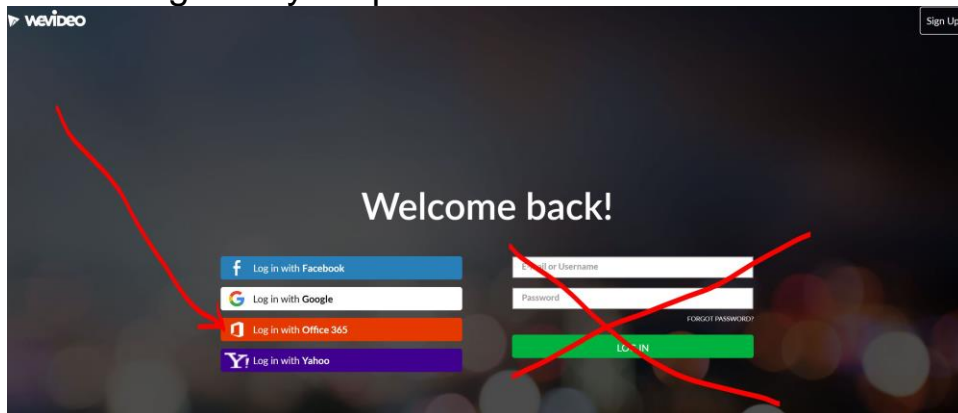 WeVideo
Sign Up
Welcome back!
Log in with Facebook
Log in with Google
Log in with Office 365
Log in with Yahoo
E-Mail or Username
Password
FORGOT PASSWORD?
LOG IN